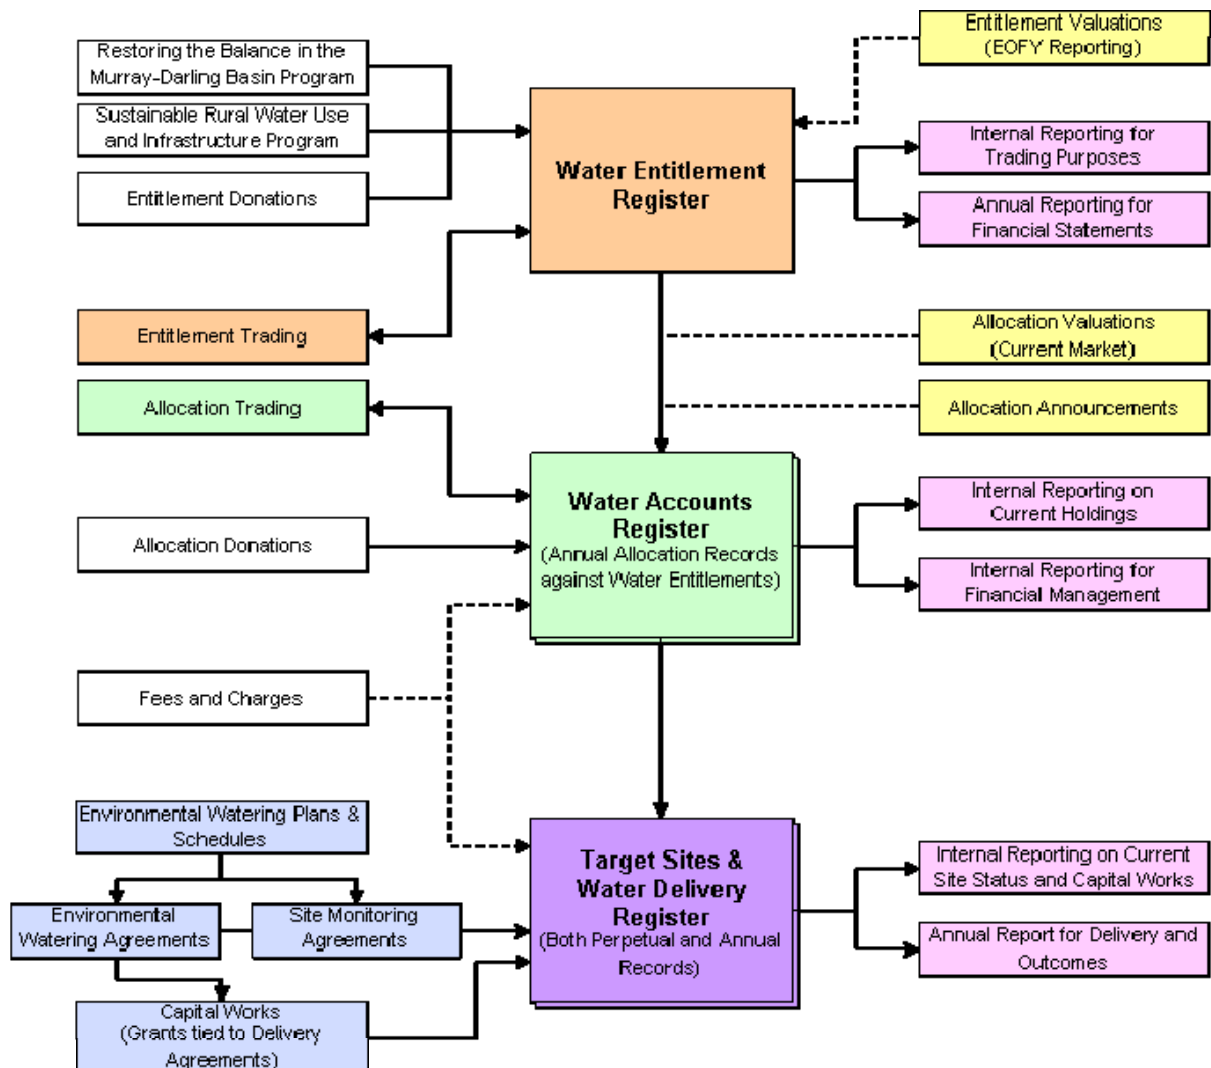 Restoring the Balance in the
Murray-Darling Basin Program
Sustainable Rural Water Use
and Infrastructure Program
Entitlement Donations
Entitlement Trading
Allocation Trading
Allocation Donations
Fees and Charges
Environmental Watering Plans &
Schedules
Environmental
Watering Agreements
Site Monitoring
Agreements
Capital Works
(Grants tied to Delivery
Agreements)
Water Entitlement
Register
Water Accounts
Register
(Annual Allocation Records
against Water Entitlements)
Target Sites &
Water Delivery
Register
(Both Perpetual and Annual
Records)
Entitlement Valuations
(EOFY Reporting)
Internal Reporting for
Trading Purposes
Annual Reporting for
Financial Statements
Allocation Valuations
(Current Market)
Allocation Announcements
Internal Reporting on
Current Holdings
Internal Reporting for
Financial Management
Internal Reporting on Current
Site Status and Capital Works
Annual Report for Delivery and
Outcomes